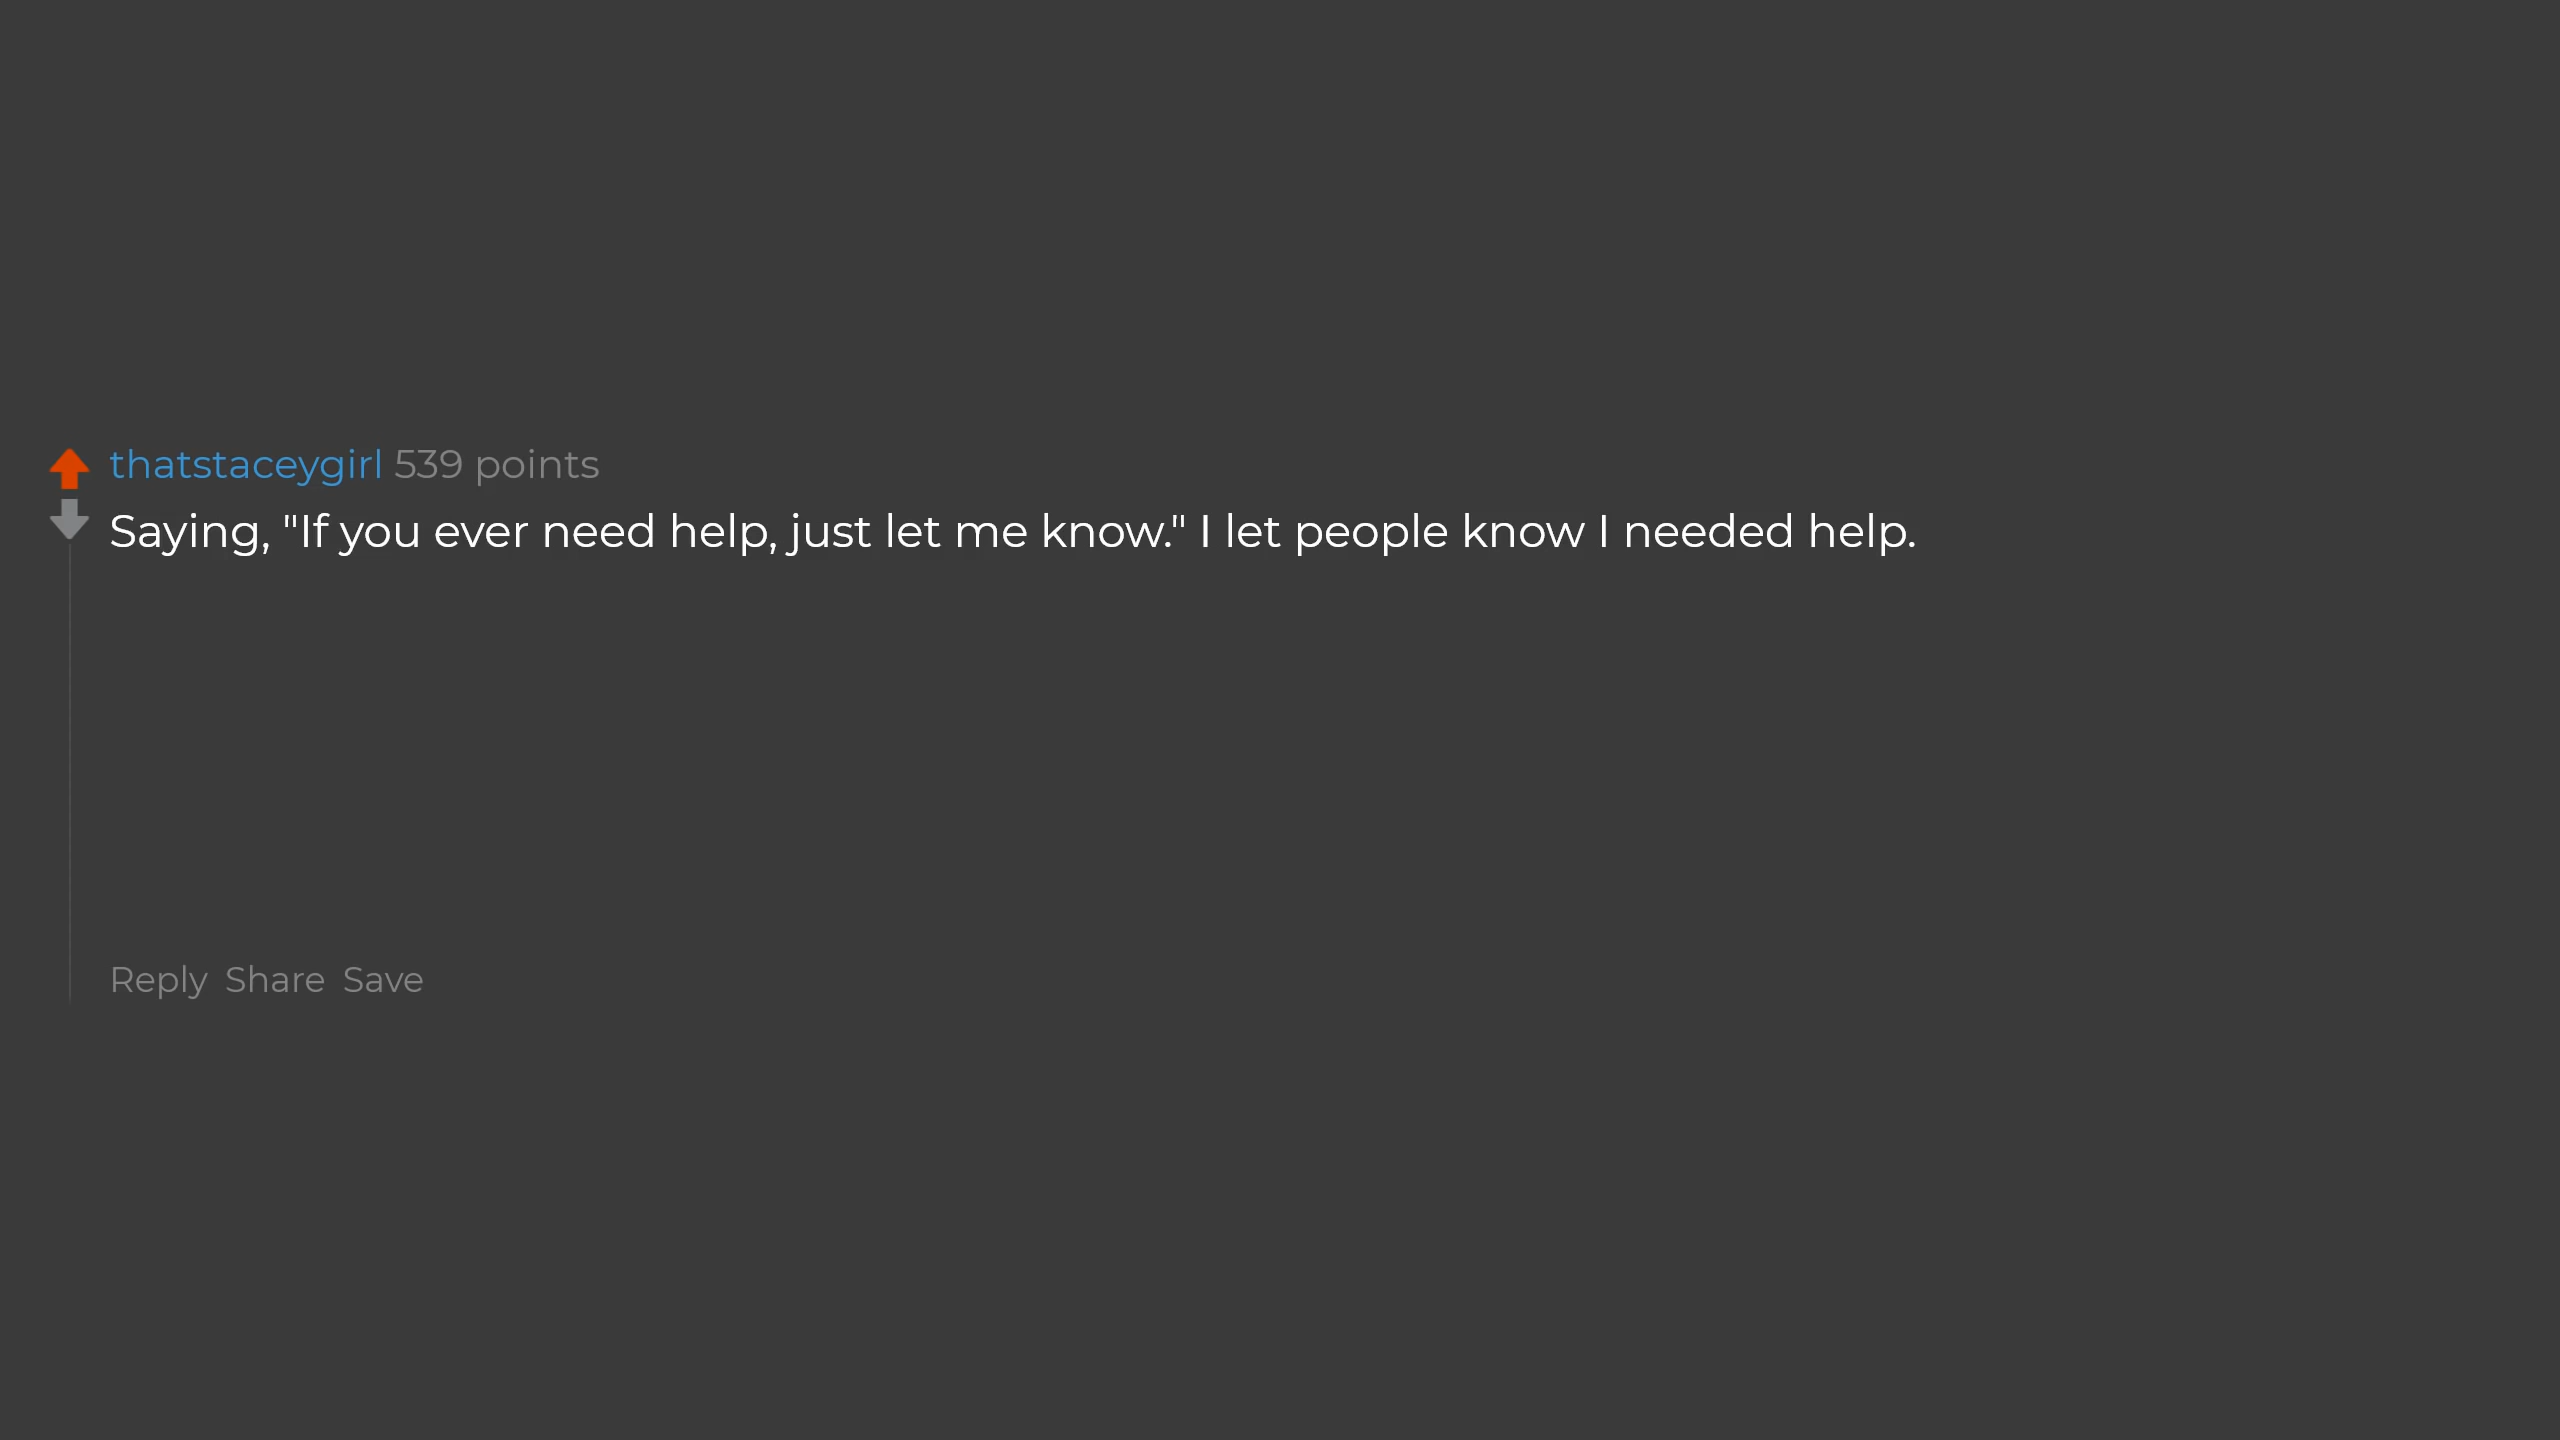 thatstaceygirl 539 points
Saying, "If you ever need help, just let me know." I let people know I needed help.
Reply Share Save